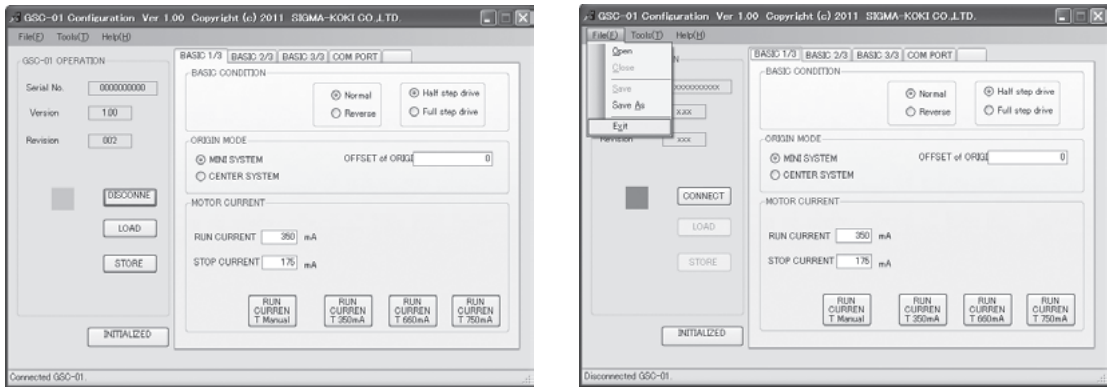 GSC-01 Configuration Ver 1.00 Copyright (c) 2011 SIGMA-KOKI CO.,LTD.
File(F) Tools(T) Help(H)
GSC-01 OPERATION
Serial No. 0000000000
Version 1.00
Revision 002
DISCONNE
LOAD
STORE
INITIALIZED
BASIC 1/3 BASIC 2/3 BASIC 3/3 COM PORT
BASIC CONDITION
Normal Half step drive
Reverse Full step drive
ORIGIN MODE
MINI SYSTEM OFFSET of ORIGI 0
CENTER SYSTEM
MOTOR CURRENT
RUN CURRENT 350 mA
STOP CURRENT 175 mA
RUN CURREN T Manual
RUN CURREN T 350mA
RUN CURREN T 660mA
RUN CURREN T 750mA
Connected GSC-01.
GSC-01 Configuration Ver 1.00 Copyright (c) 2011 SIGMA-KOKI CO.,LTD.
File(F) Tools(T) Help(H)
Open
Close
Save
Save As
Exit
N
xxxxxxxxxx
x.xx
Revision xxx
CONNECT
LOAD
STORE
INITIALIZED
BASIC 1/3 BASIC 2/3 BASIC 3/3 COM PORT
BASIC CONDITION
Normal Half step drive
Reverse Full step drive
ORIGIN MODE
MINI SYSTEM OFFSET of ORIGI 0
CENTER SYSTEM
MOTOR CURRENT
RUN CURRENT 350 mA
STOP CURRENT 175 mA
RUN CURREN T Manual
RUN CURREN T 350mA
RUN CURREN T 660mA
RUN CURREN T 750mA
Disconnected GSC-01.